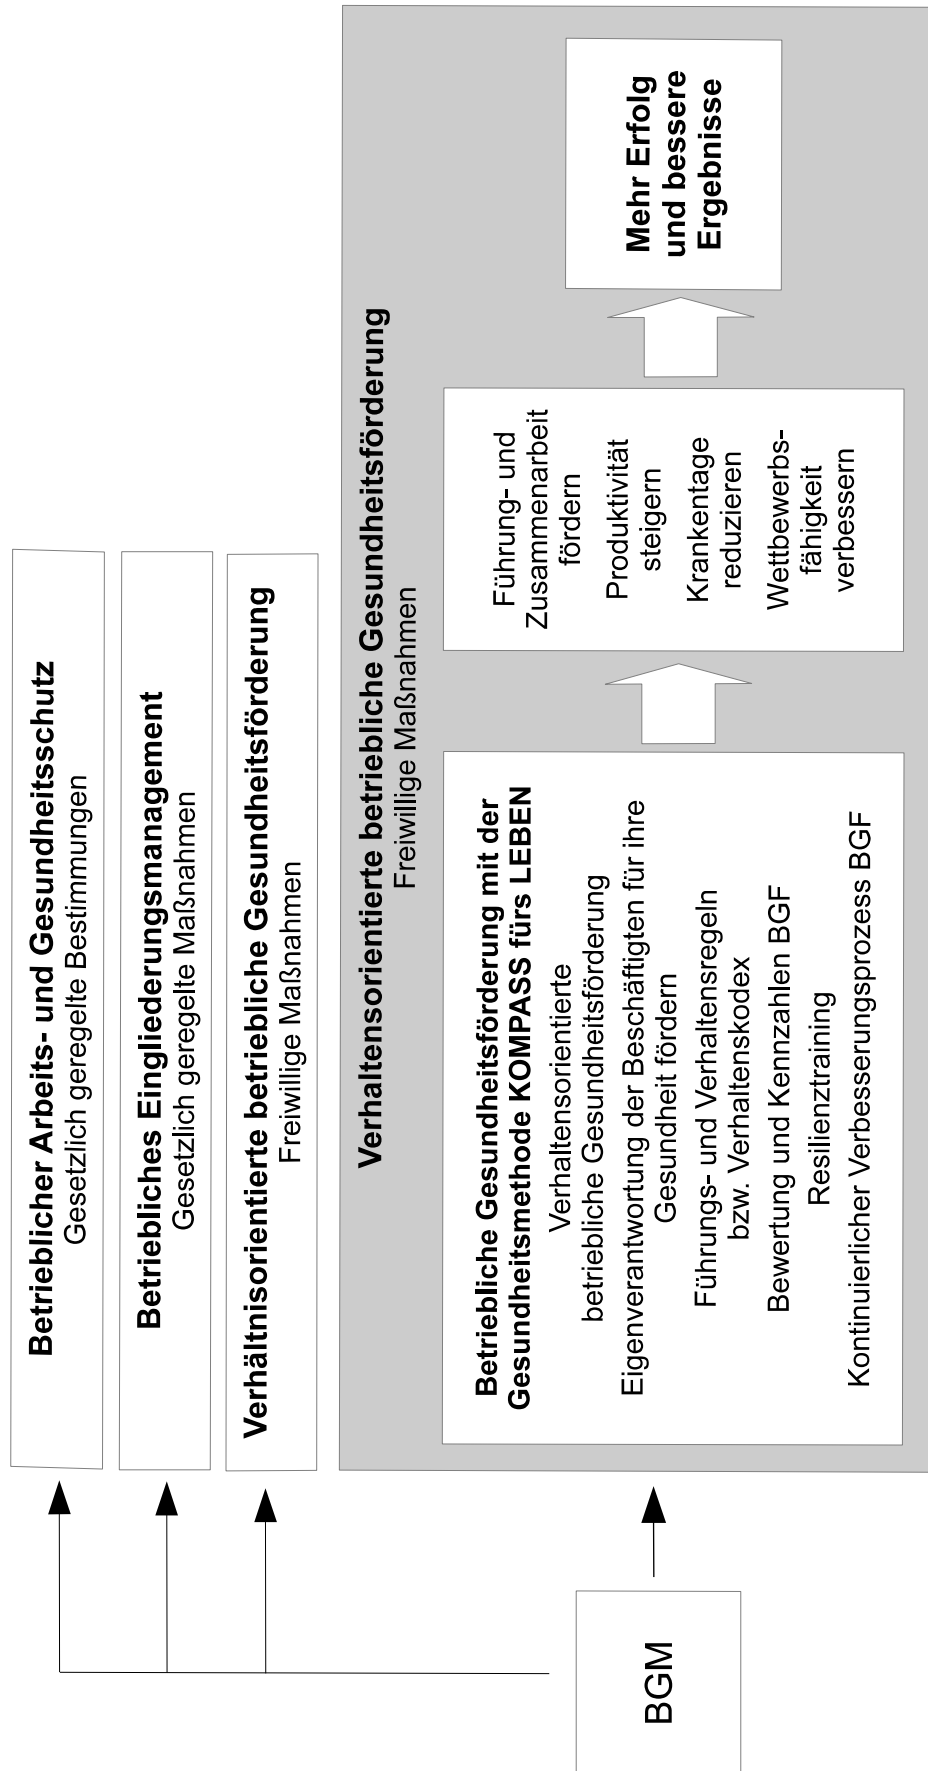 Betrieblicher Arbeits- und Gesundheitsschutz
Gesetzlich geregelte Bestimmungen
Betriebliches Eingliederungsmanagement
Gesetzlich geregelte Maßnahmen
Verhältnisorientierte betriebliche Gesundheitsförderung
Freiwillige Maßnahmen
BGM
Verhaltensorientierte betriebliche Gesundheitsförderung
Freiwillige Maßnahmen
Betriebliche Gesundheitsförderung mit der
Gesundheitsmethode KOMPASS fürs LEBEN
Verhaltensorientierte
betriebliche Gesundheitsförderung
Eigenverantwortung der Beschäftigten für ihre
Gesundheit fördern
Führungs- und Verhaltensregeln
bzw. Verhaltenskodex
Bewertung und Kennzahlen BGF
Resilienztraining
Kontinuierlicher Verbesserungsprozess BGF
Führung- und
Zusammenarbeit
fördern
Produktivität
steigern
Krankentage
reduzieren
Wettbewerbs-
fähigkeit
verbessern
Mehr Erfolg
und bessere
Ergebnisse